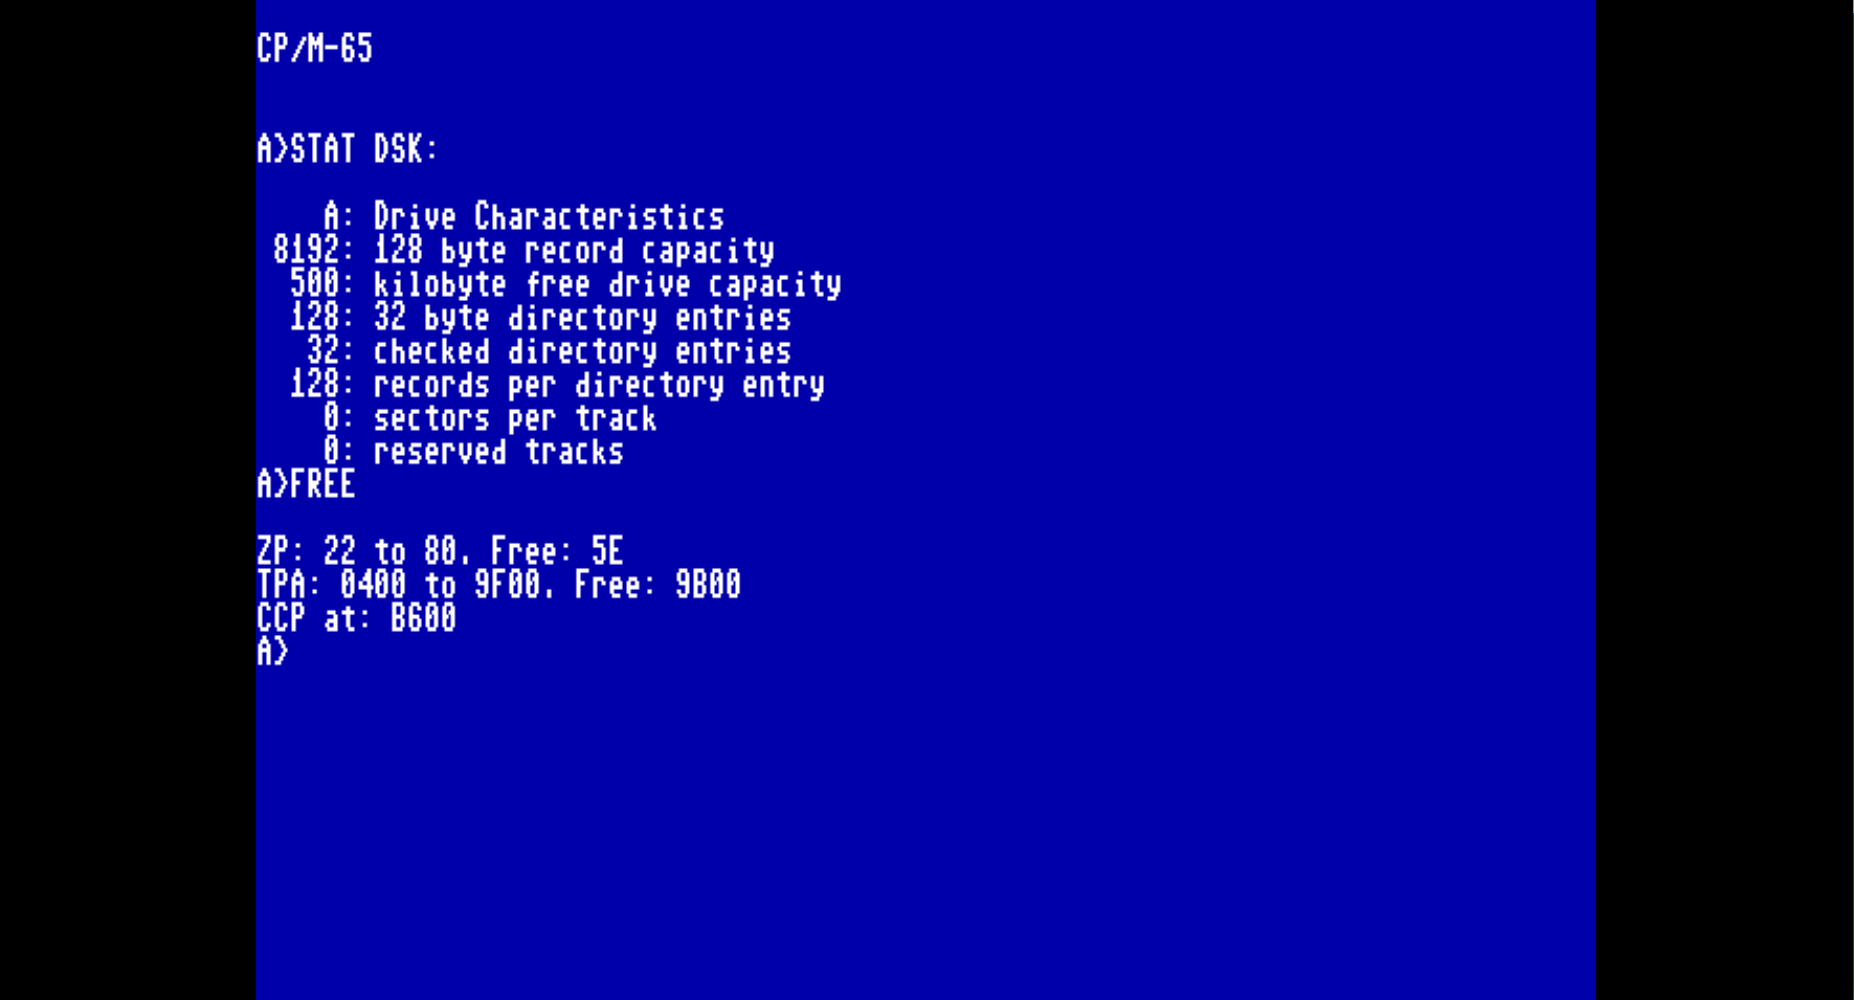 CP/M-65
A>STAT DSK:
A: Drive Characteristics
8192: 128 byte record capacity
500: kilobyte free drive capacity
128: 32 byte directory entries
32: checked directory entries
128: records per directory entry
0: sectors per track
0: reserved tracks
A>FREE
ZP: 22 to 80. Free: 5E
TPA: 0400 to 9F00. Free: 9B00
CCP at: B600
A>